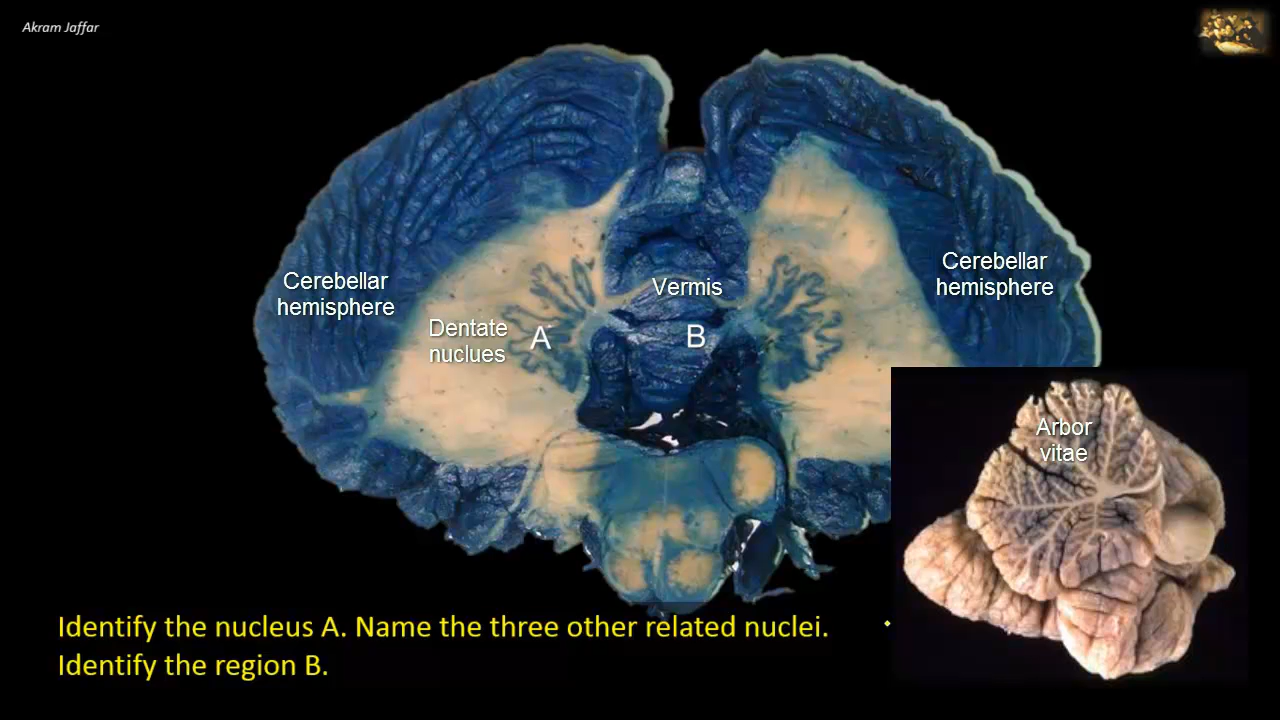 Akram Jaffar
Cerebellar
hemisphere
Cerebellar
hemisphere
Vermis
Dentate
nuclues
A
B
Arbor
vitae
Identify the nucleus A. Name the three other related nuclei.
Identify the region B.